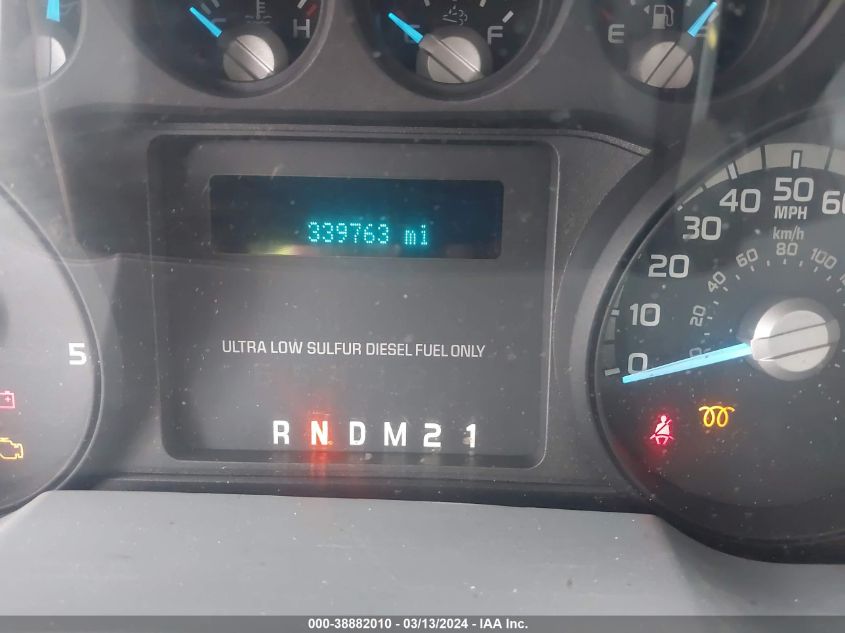 H
F
E
F
339763 mi
ULTRA LOW SULFUR DIESEL FUEL ONLY
R N D M 2 1
5
0 10 20 30 40 50 60
MPH
km/h
20 40 60 80 100
000-38882010 - 03/13/2024 - IAA Inc.